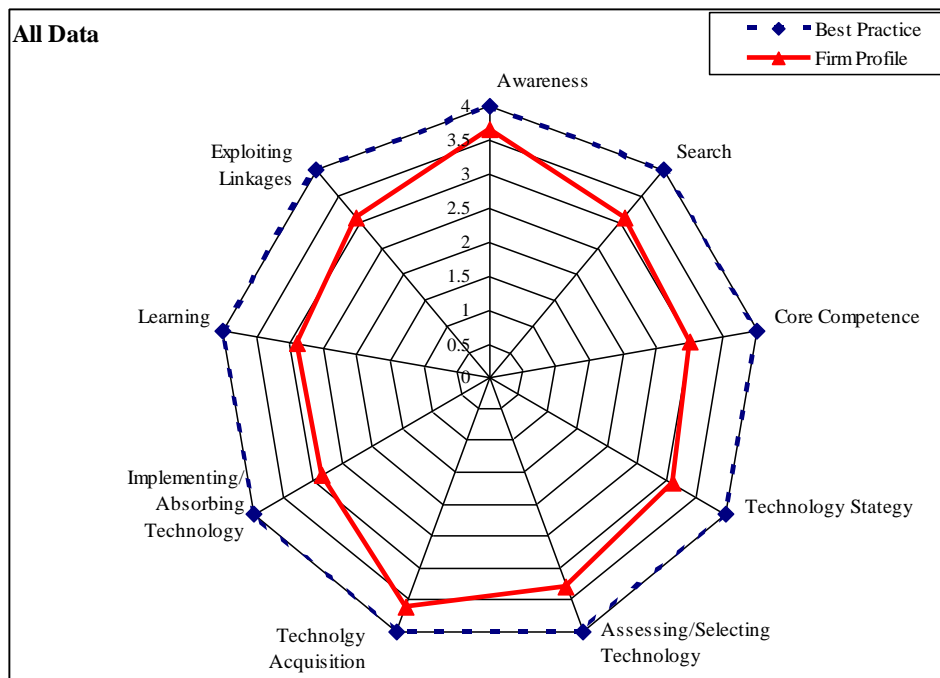 All Data
Best Practice
Firm Profile
Awareness
Search
Core Competence
Technology Stategy
Assessing/Selecting
Technology
Technolgy
Acquisition
Implementing/
Absorbing
Technology
Learning
Exploiting
Linkages
4
3.5
3
2.5
2
1.5
1
0.5
0